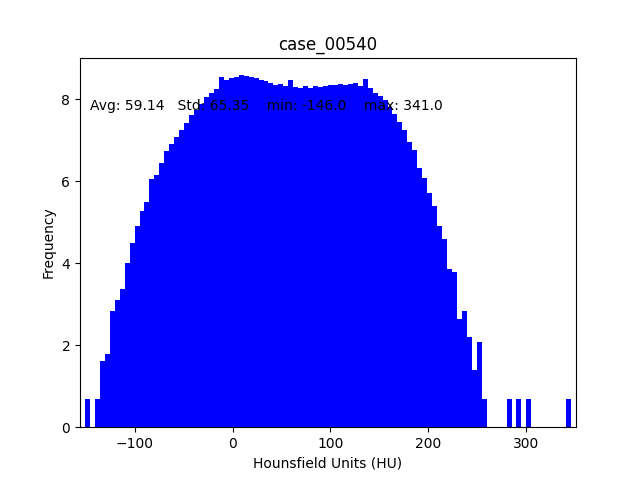 case_00540
Avg: 59.14 Std: 65.35 min: -146.0 max: 341.0
8
6
4
2
0
Frequency
−100 0 100 200 300
Hounsfield Units (HU)